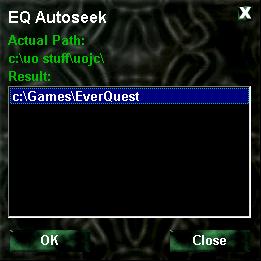 EQ Autoseek
X
Actual Path:
c:\uo stuff\uojc\
Result:
c:\Games\EverQuest
OK
Close